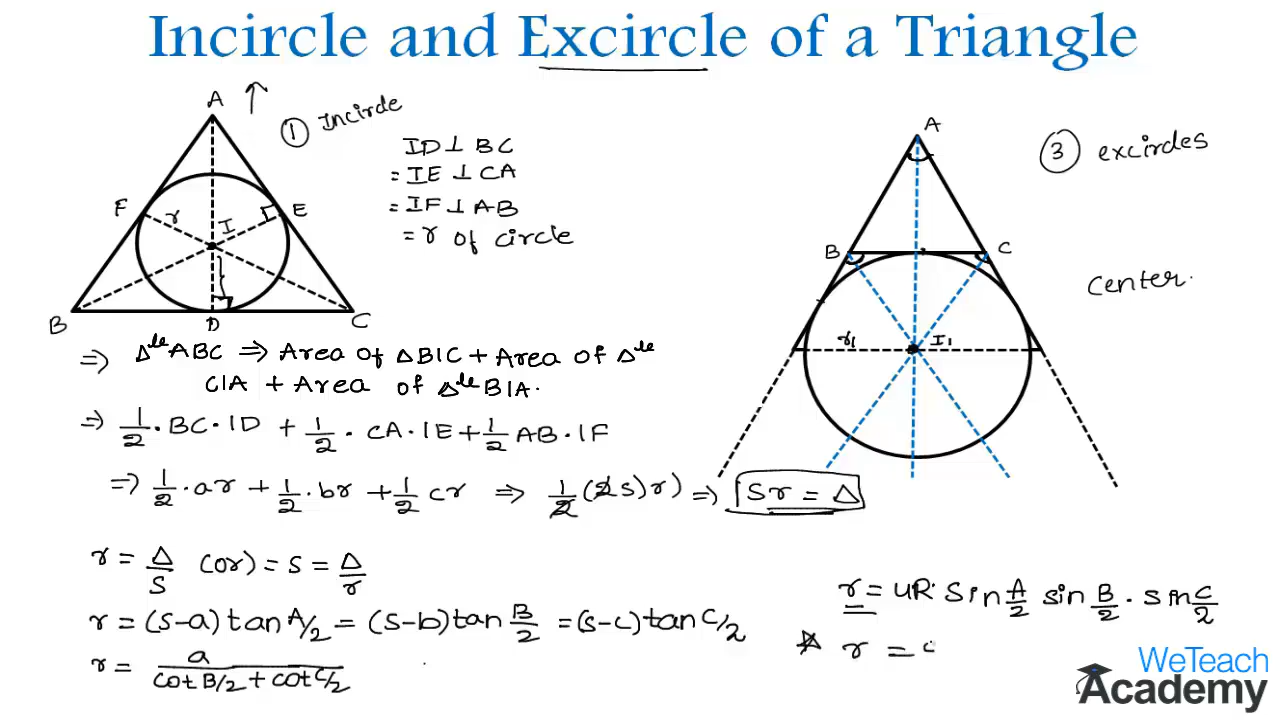 Incircle and Excircle of a Triangle
A
↑
① Incircle
F
r
I
E
B
D
C
ID ⊥ BC
= IE ⊥ CA
= IF ⊥ AB
= r of circle
A
③ excircles
B
C
center.
r₁
I₁
⇒ Δˡᵉ ABC ⇒ Area of ΔBIC + Area of Δˡᵉ
CIA + Area of Δˡᵉ BIA.
⇒ 1/2 · BC · ID + 1/2 · CA · IE + 1/2 AB · IF
⇒ 1/2 · ar + 1/2 · br + 1/2 cr ⇒ 1/2 (2s) r) ⇒ Sr = Δ
r = Δ/S (or) = s = Δ/r
r = (s-a) tan A/2 = (s-b) tan B/2 = (s-c) tan C/2
r = a/(cot B/2 + cot C/2)
r = 4R · Sin A/2 sin B/2 · sin C/2
☆ r =
WeTeach
Academy